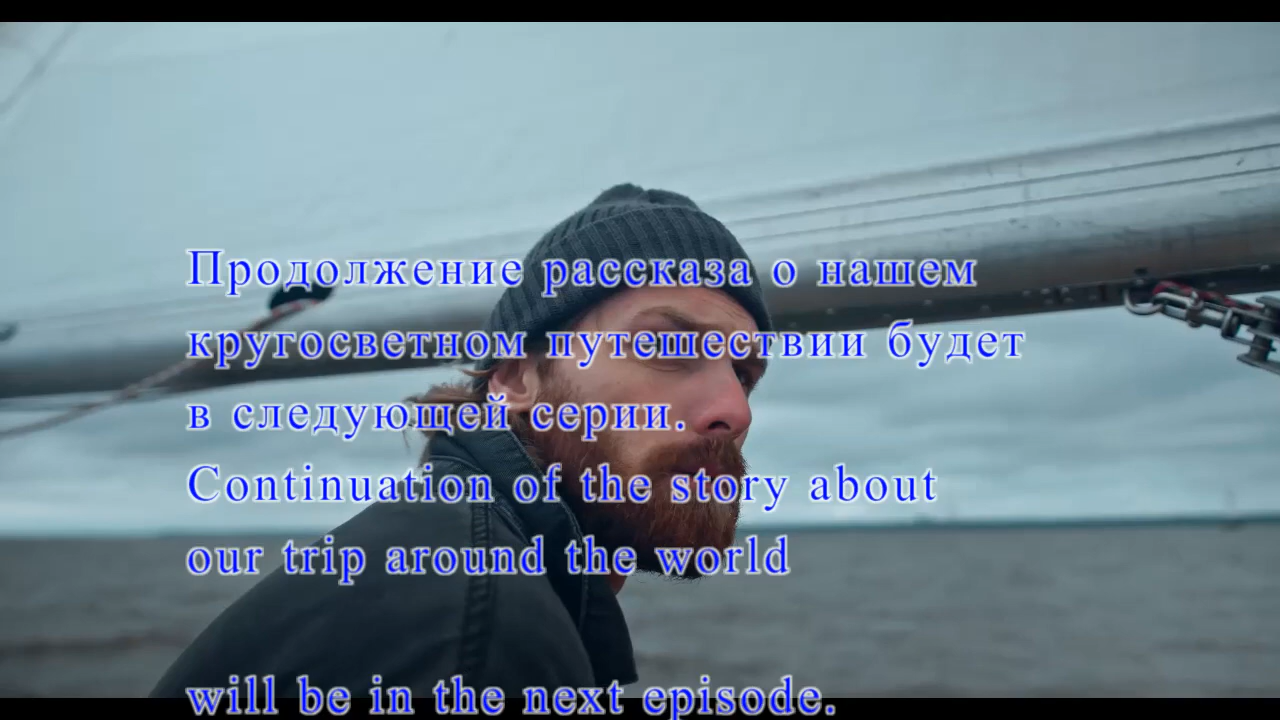 Продолжение рассказа о нашем
кругосветном путешествии будет
в следующей серии.
Continuation of the story about
our trip around the world
will be in the next episode.